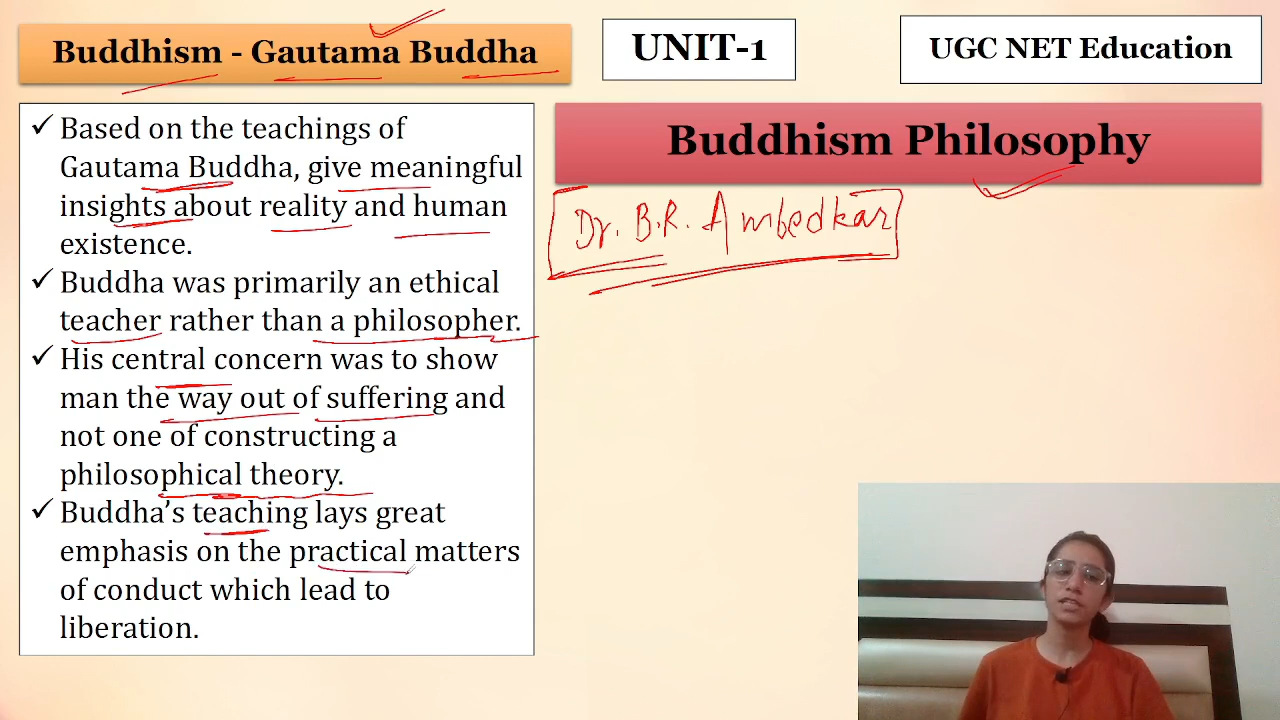 Buddhism - Gautama Buddha
UNIT-1
UGC NET Education
✓ Based on the teachings of
Gautama Buddha, give meaningful
insights about reality and human
existence.
✓ Buddha was primarily an ethical
teacher rather than a philosopher.
✓ His central concern was to show
man the way out of suffering and
not one of constructing a
philosophical theory.
✓ Buddha’s teaching lays great
emphasis on the practical matters
of conduct which lead to
liberation.
Buddhism Philosophy
Dr. B.R. Ambedkar